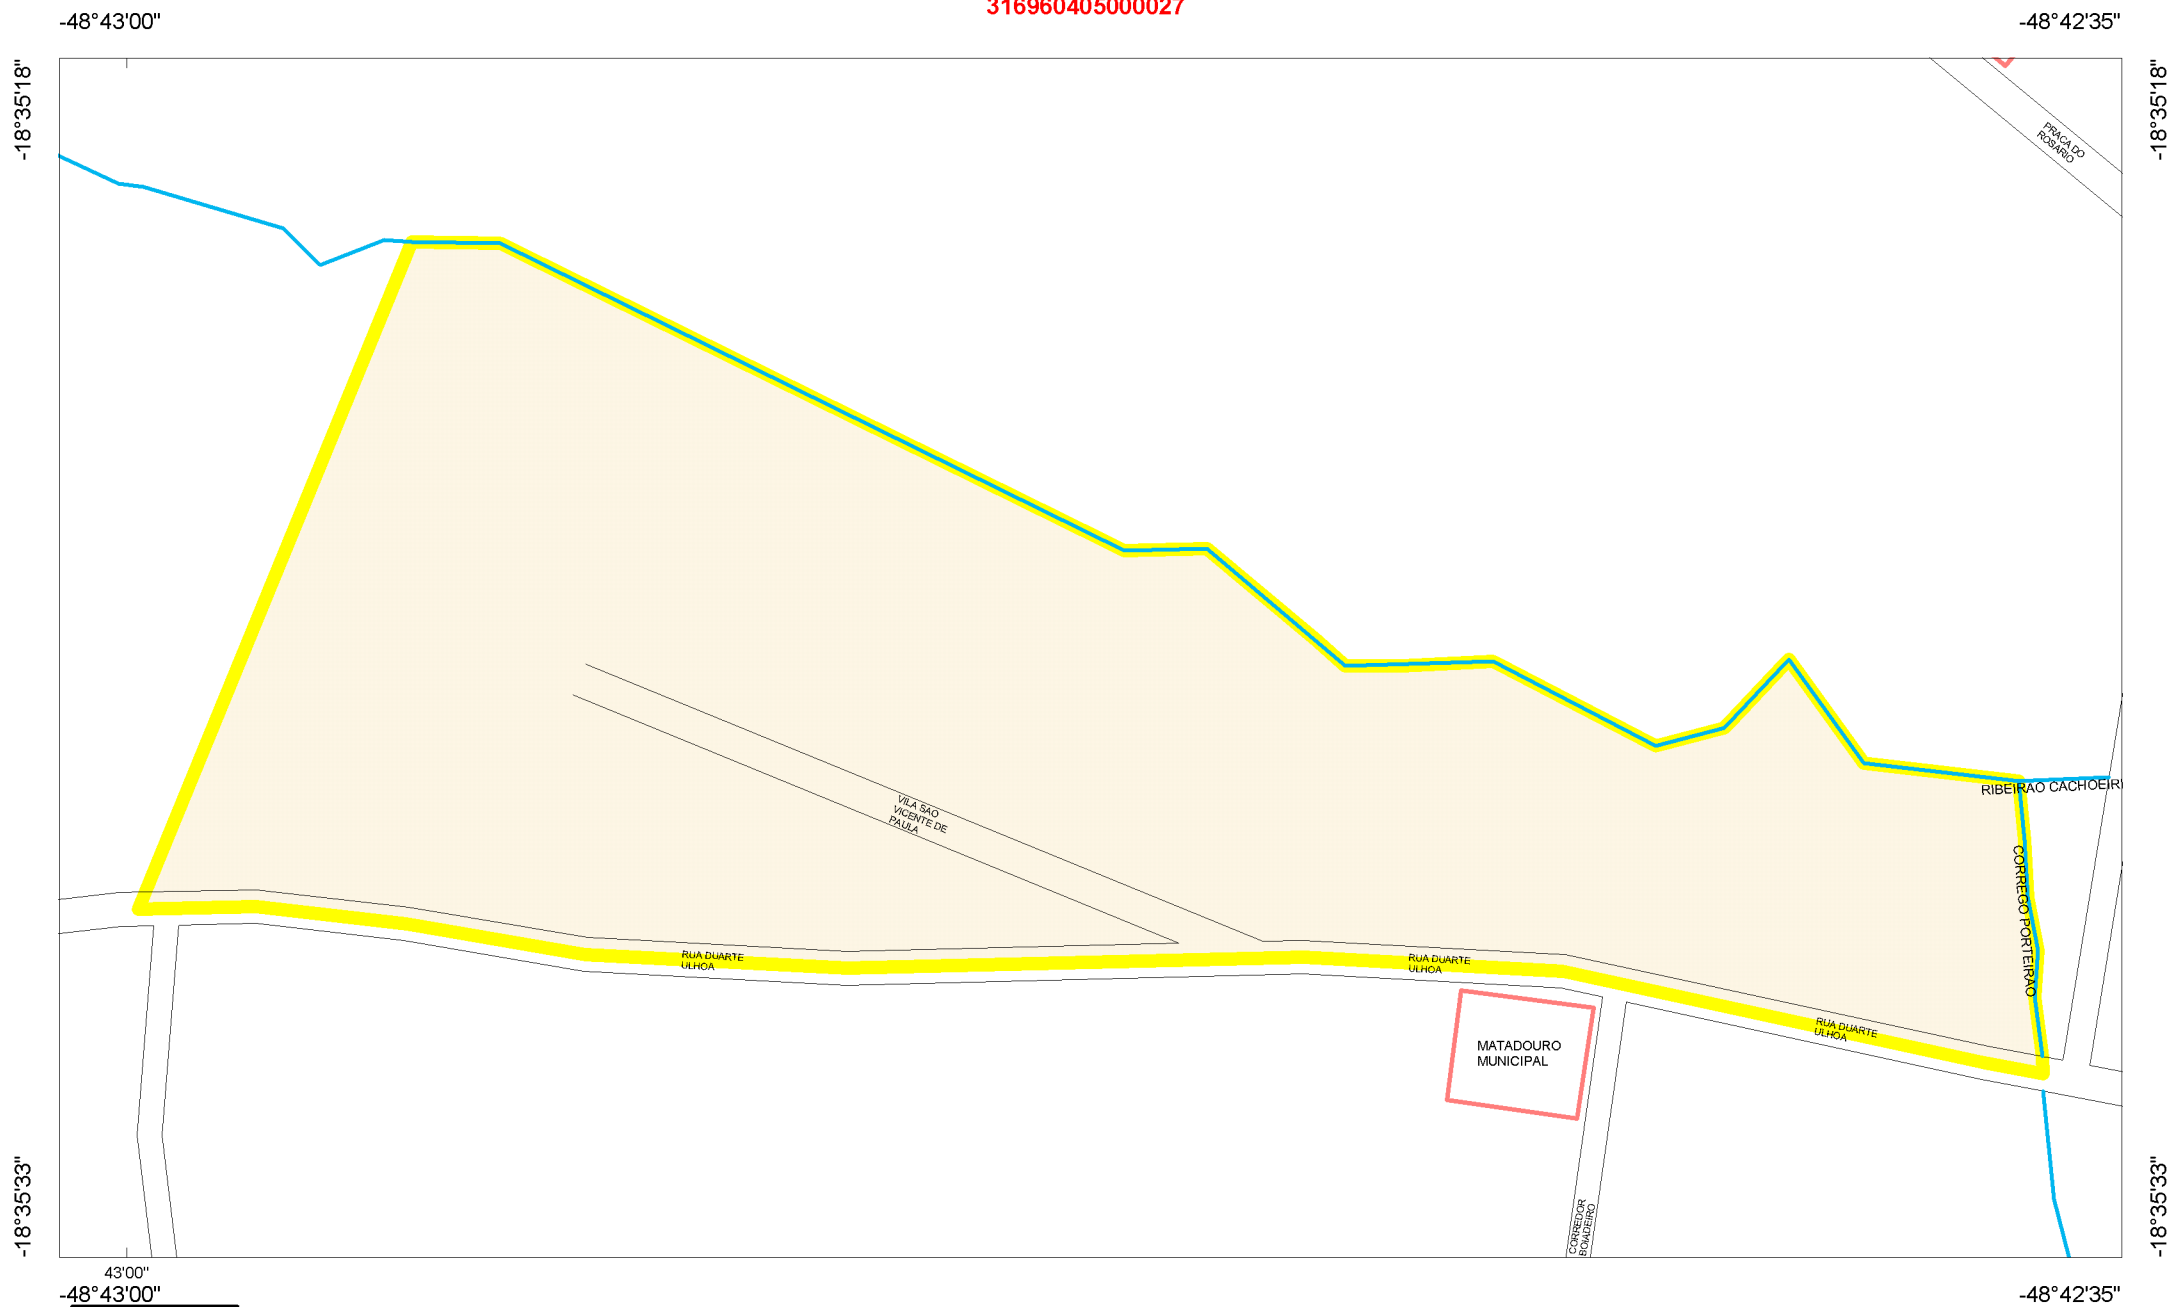 316960405000027
-48°43'00"
-48°42'35"
-18°35'18"
-18°35'18"
PRACA DO
ROSARIO
RIBEIRAO CACHOEIRI
VILA SAO
VICENTE DE
PAULA
CORREGO PORTEIRAO
RUA DUARTE
ULHOA
RUA DUARTE
ULHOA
RUA DUARTE
ULHOA
MATADOURO
MUNICIPAL
CORREDOR
BOIADEIRO
-18°35'33"
-18°35'33"
43'00"
-48°43'00"
-48°42'35"